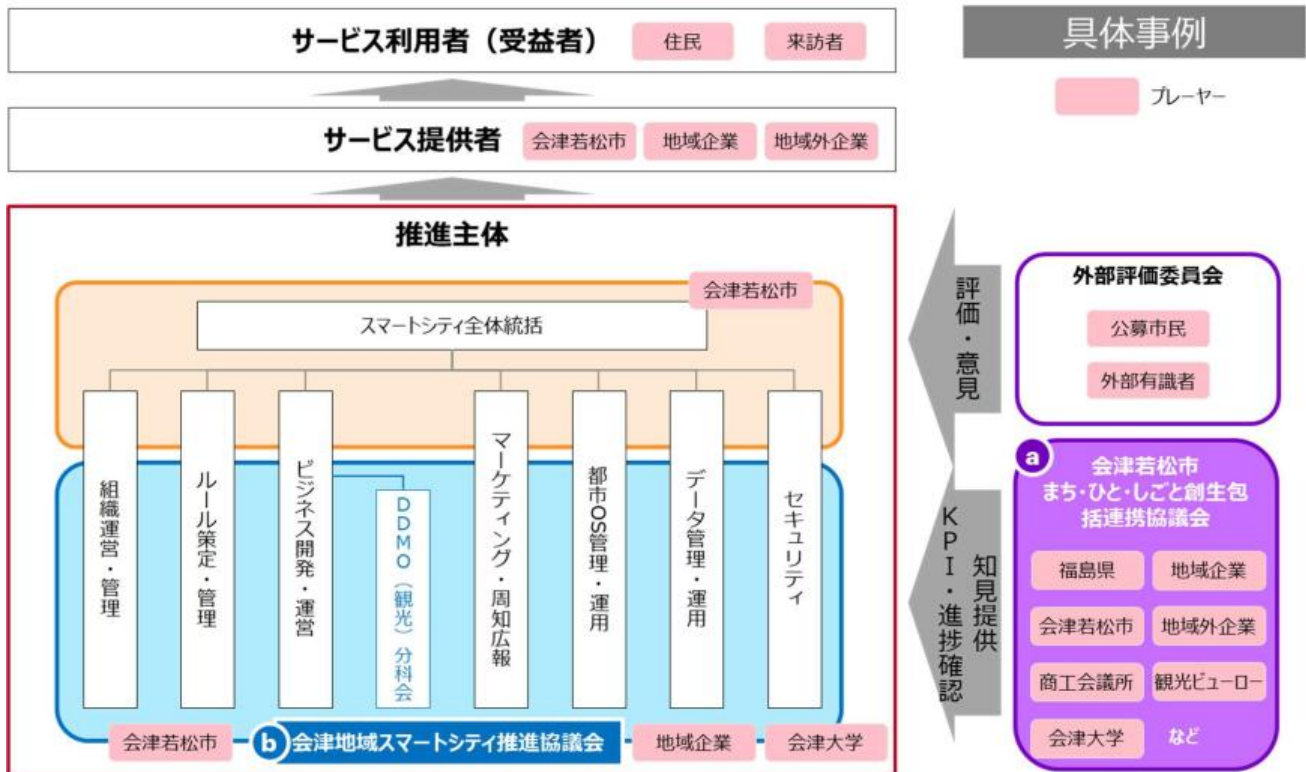 サービス利用者（受益者）
住民
来訪者
具体事例
プレーヤー
サービス提供者
会津若松市
地域企業
地域外企業
推進主体
会津若松市
スマートシティ全体統括
組織運営・管理
ルール策定・管理
ビジネス開発・運営
DDMO（観光）分科会
マーケティング・周知広報
都市OS管理・運用
データ管理・運用
セキュリティ
会津若松市
b 会津地域スマートシティ推進協議会
地域企業
会津大学
評価・意見
知見提供
KPI・進捗確認
外部評価委員会
公募市民
外部有識者
a
会津若松市
まち・ひと・しごと創生包
括連携協議会
福島県
地域企業
会津若松市
地域外企業
商工会議所
観光ビューロー
会津大学
など